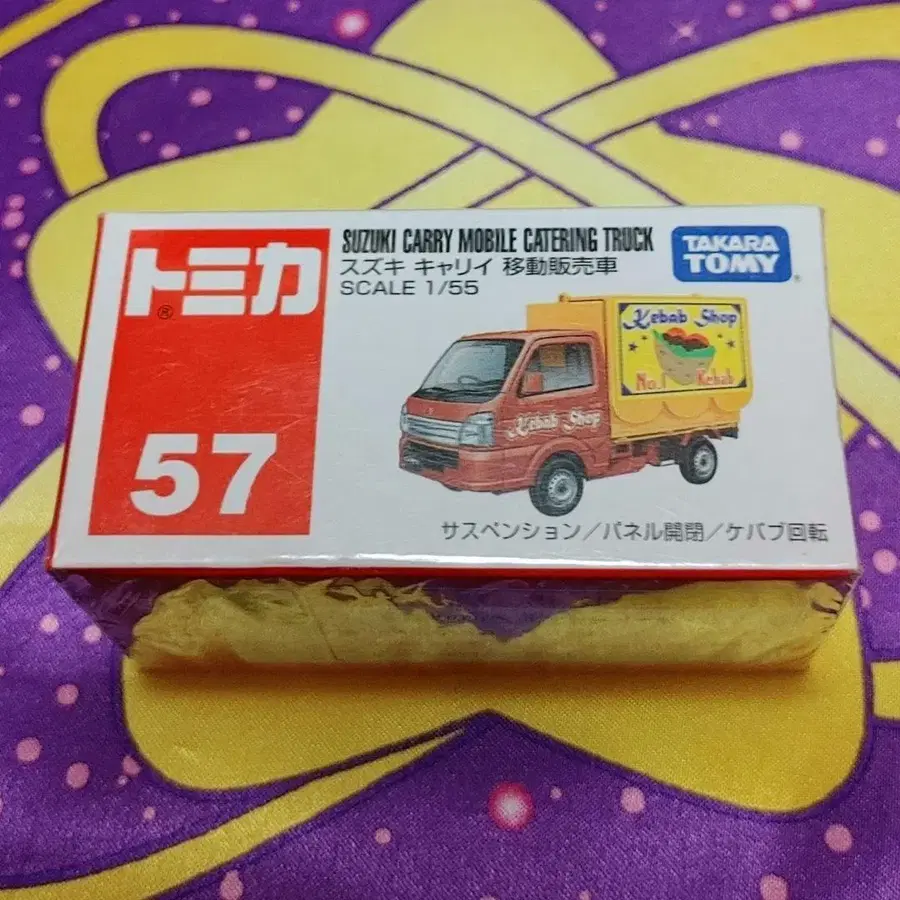 トミカ
®
57
SUZUKI CARRY MOBILE CATERING TRUCK
スズキ キャリイ 移動販売車
SCALE 1/55
TAKARA
TOMY
Kebab Shop
No.1 Kebab
Kebab Shop
サスペンション/パネル開閉/ケバブ回転